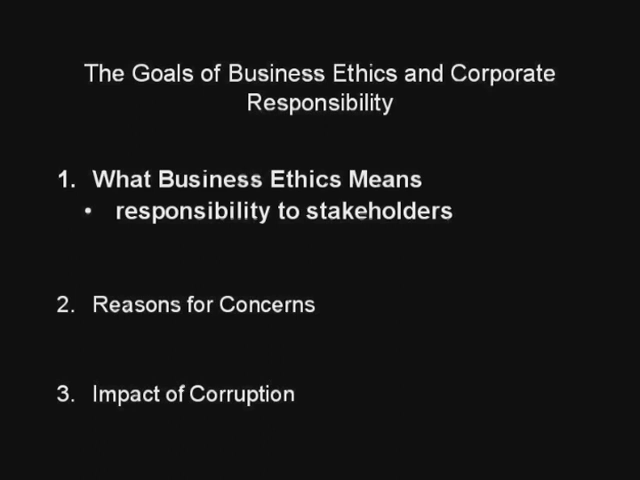 The Goals of Business Ethics and Corporate
Responsibility
1. What Business Ethics Means
• responsibility to stakeholders
2. Reasons for Concerns
3. Impact of Corruption